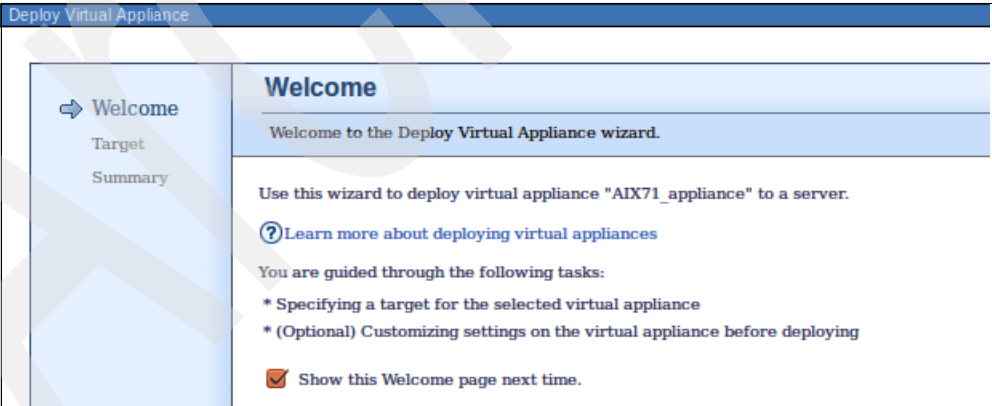 Deploy Virtual Appliance
Welcome
Target
Summary
Welcome
Welcome to the Deploy Virtual Appliance wizard.
Use this wizard to deploy virtual appliance "AIX71_appliance" to a server.
?Learn more about deploying virtual appliances
You are guided through the following tasks:
* Specifying a target for the selected virtual appliance
* (Optional) Customizing settings on the virtual appliance before deploying
Show this Welcome page next time.